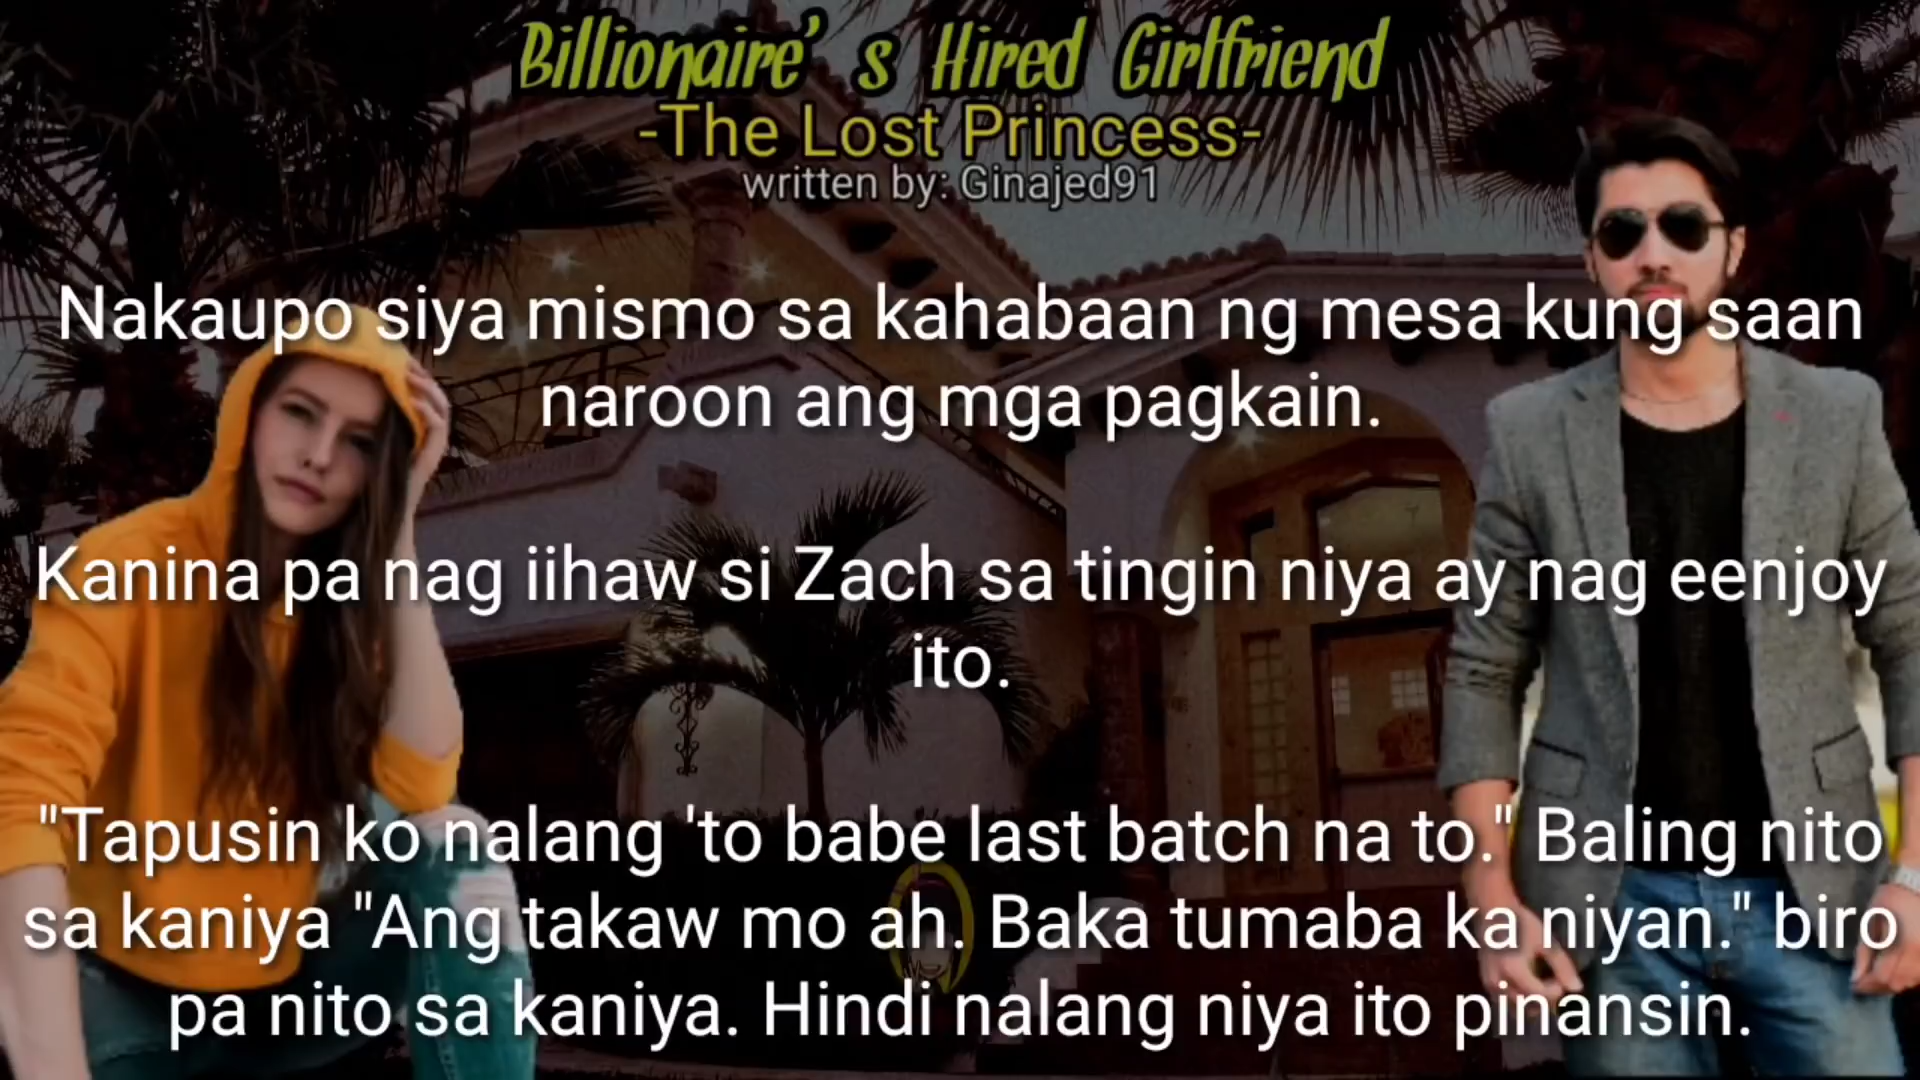 Billionaire' s Hired Girlfriend
-The Lost Princess-
written by: Ginajed91
Nakaupo siya mismo sa kahabaan ng mesa kung saan
naroon ang mga pagkain.
Kanina pa nag iihaw si Zach sa tingin niya ay nag eenjoy
ito.
"Tapusin ko nalang 'to babe last batch na to." Baling nito
sa kaniya "Ang takaw mo ah. Baka tumaba ka niyan." biro
pa nito sa kaniya. Hindi nalang niya ito pinansin.